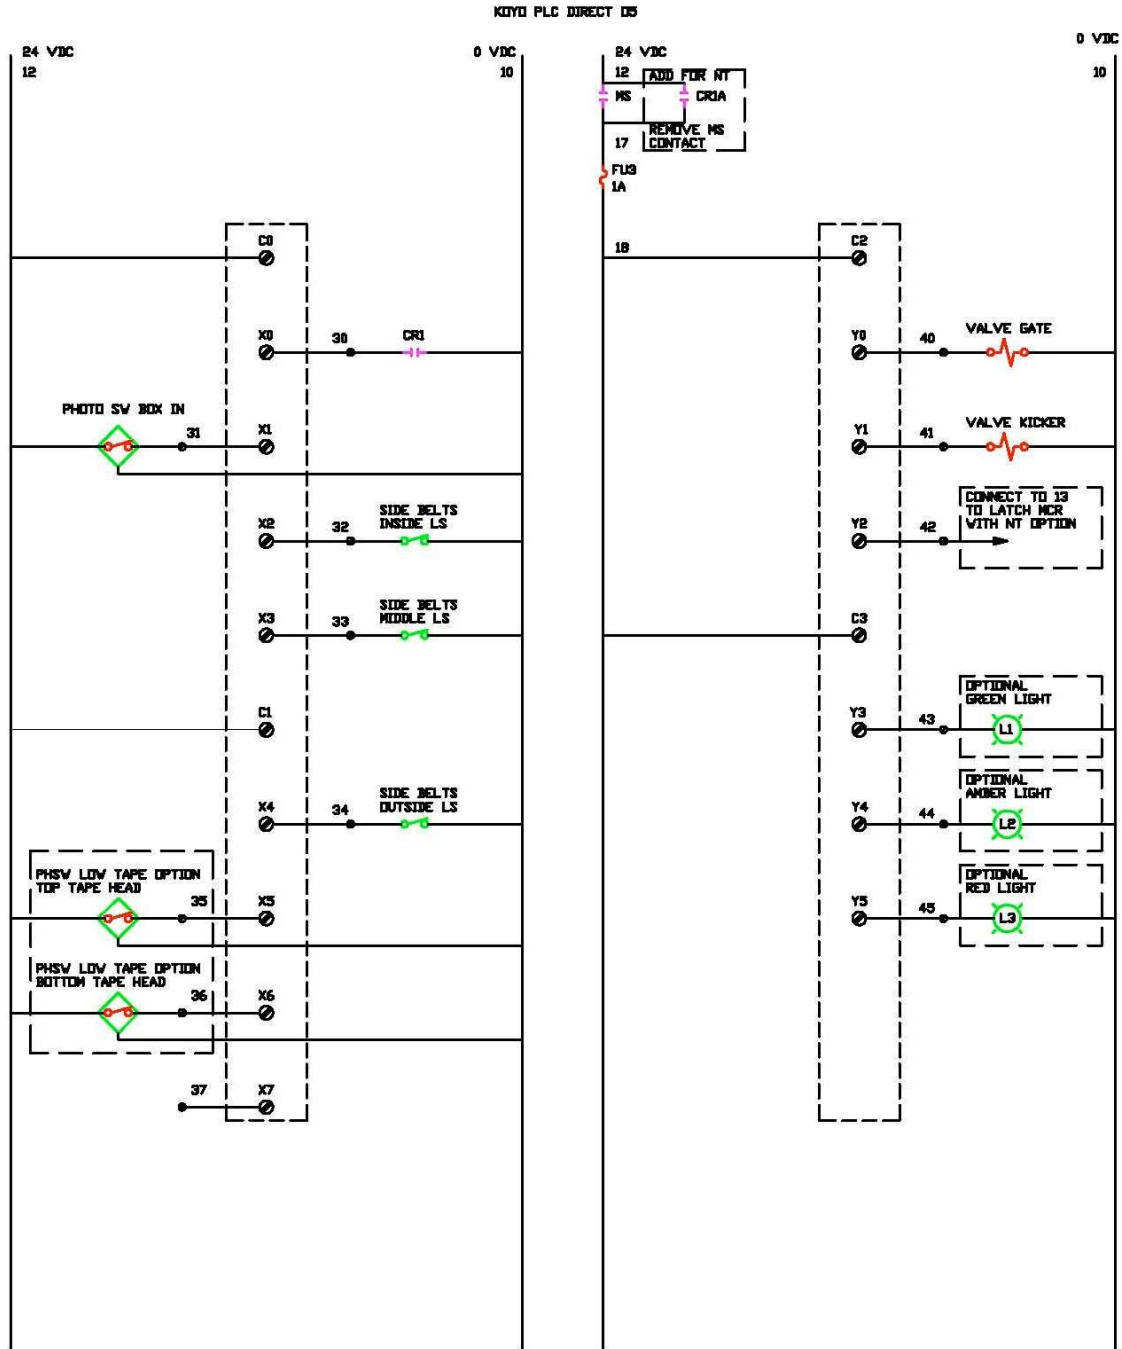 KOYO PLC DIRECT 05
24 VDC
12
0 VDC
10
C0
X0
30
CR1
PHOTO SW BOX IN
31
X1
X2
32
SIDE BELTS
INSIDE LS
X3
33
SIDE BELTS
MIDDLE LS
C1
X4
34
SIDE BELTS
OUTSIDE LS
PHSW LOW TAPE OPTION
TOP TAPE HEAD
35
X5
PHSW LOW TAPE OPTION
BOTTOM TAPE HEAD
36
X6
37
X7
24 VDC
12
0 VDC
10
MS
ADD FOR NT
CR1A
REMOVE MS
CONTACT
17
FU3
1A
18
C2
Y0
40
VALVE GATE
Y1
41
VALVE KICKER
Y2
42
CONNECT TO 13
TO LATCH MCR
WITH NT OPTION
C3
Y3
43
OPTIONAL
GREEN LIGHT
L1
Y4
44
OPTIONAL
AMBER LIGHT
L2
Y5
45
OPTIONAL
RED LIGHT
L3